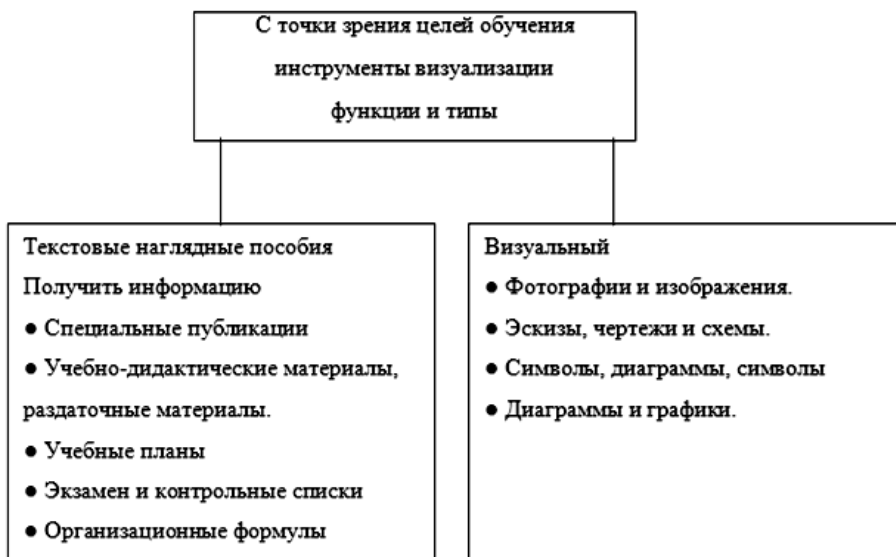 С точки зрения целей обучения
инструменты визуализации
функции и типы
Текстовые наглядные пособия
Получить информацию
● Специальные публикации
● Учебно-дидактические материалы,
раздаточные материалы.
● Учебные планы
● Экзамен и контрольные списки
● Организационные формулы
Визуальный
● Фотографии и изображения.
● Эскизы, чертежи и схемы.
● Символы, диаграммы, символы
● Диаграммы и графики.